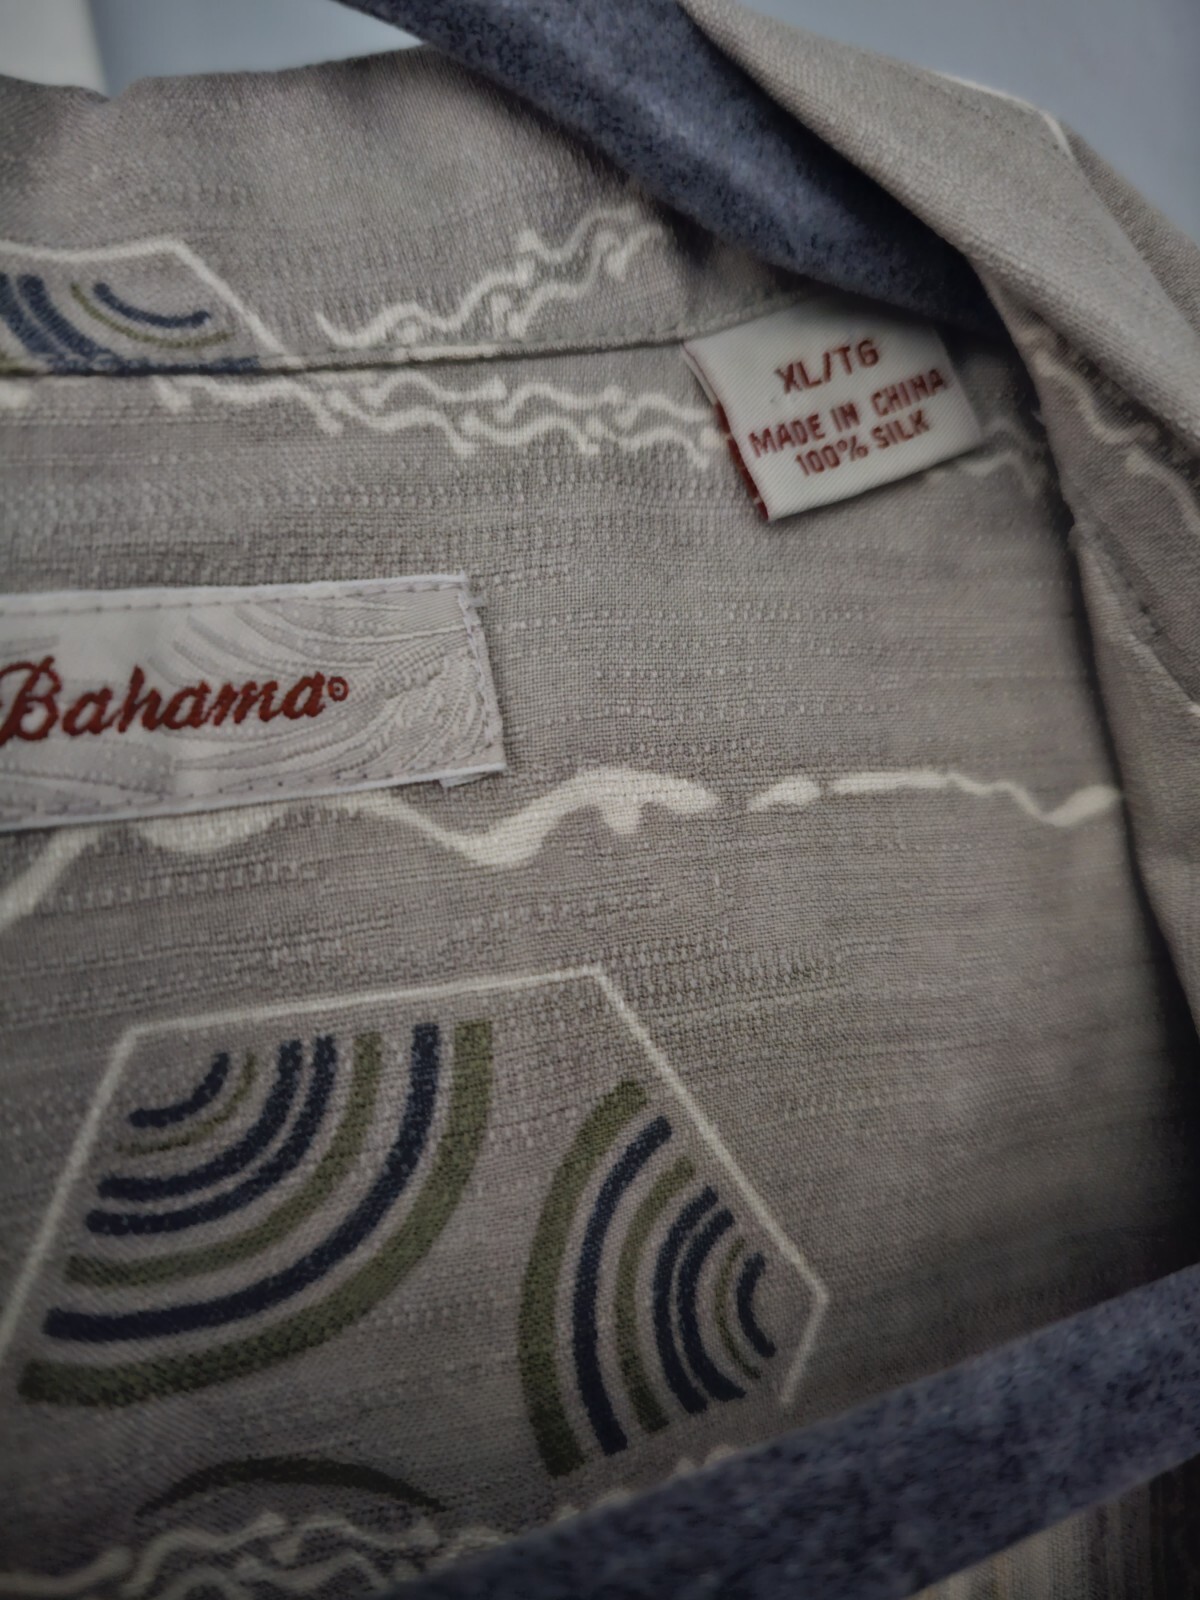 XL/TG
MADE IN CHINA
100% SILK
Bahama®